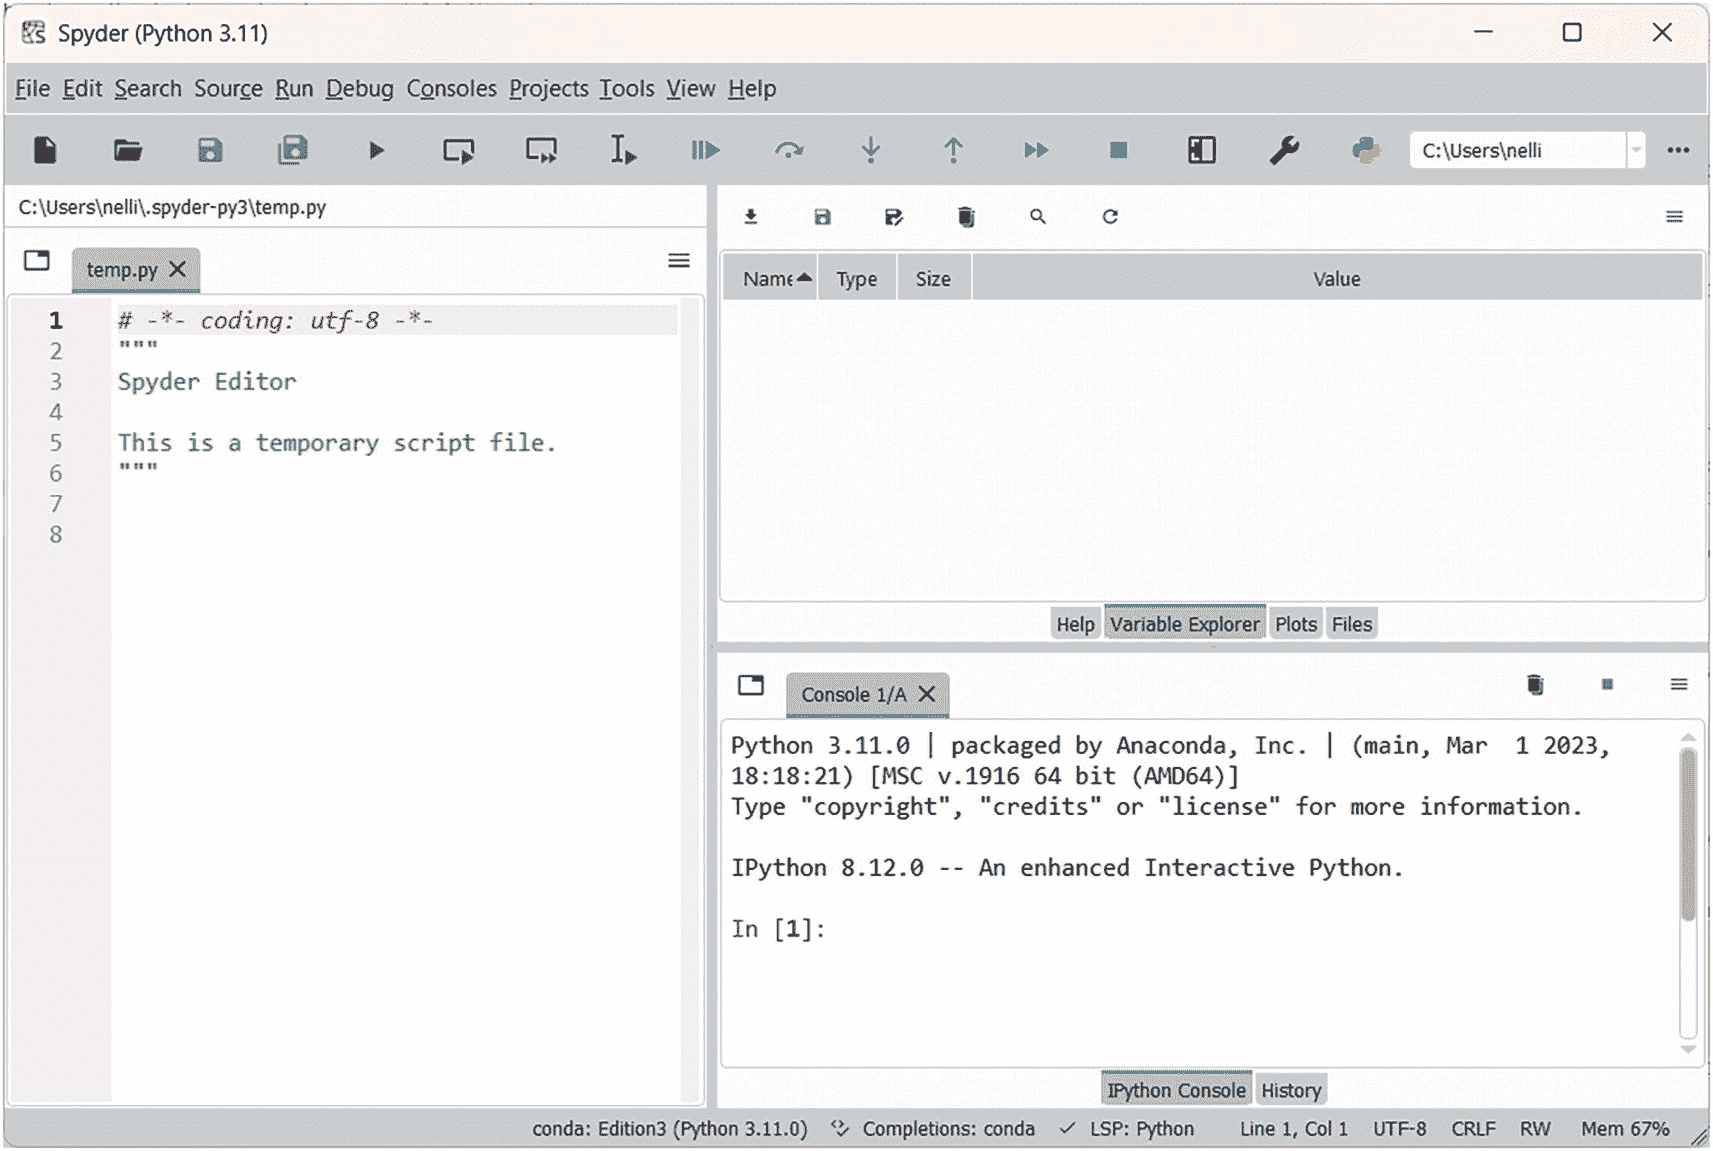 Spyder (Python 3.11)
File Edit Search Source Run Debug Consoles Projects Tools View Help
C:\Users\nelli
C:\Users\nelli\.spyder-py3\temp.py
temp.py
1 # -*- coding: utf-8 -*-
2 """
3 Spyder Editor
4
5 This is a temporary script file.
6 """
7
8
Name Type Size Value
Help Variable Explorer Plots Files
Console 1/A
Python 3.11.0 | packaged by Anaconda, Inc. | (main, Mar  1 2023,
18:18:21) [MSC v.1916 64 bit (AMD64)]
Type "copyright", "credits" or "license" for more information.
IPython 8.12.0 -- An enhanced Interactive Python.
In [1]:
IPython Console History
conda: Edition3 (Python 3.11.0) Completions: conda LSP: Python Line 1, Col 1 UTF-8 CRLF RW Mem 67%